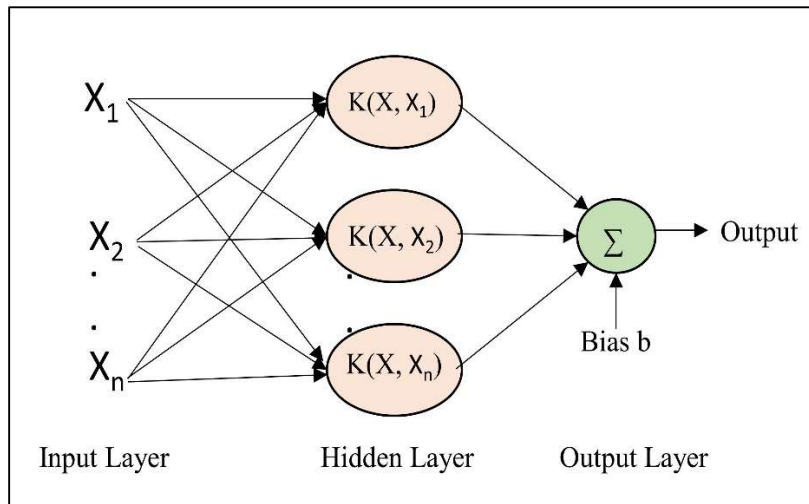 X1
K(X, X1)
X2
K(X, X2)
Σ
Output
.
.
.
.
Bias b
Xn
K(X, Xn)
Input Layer
Hidden Layer
Output Layer